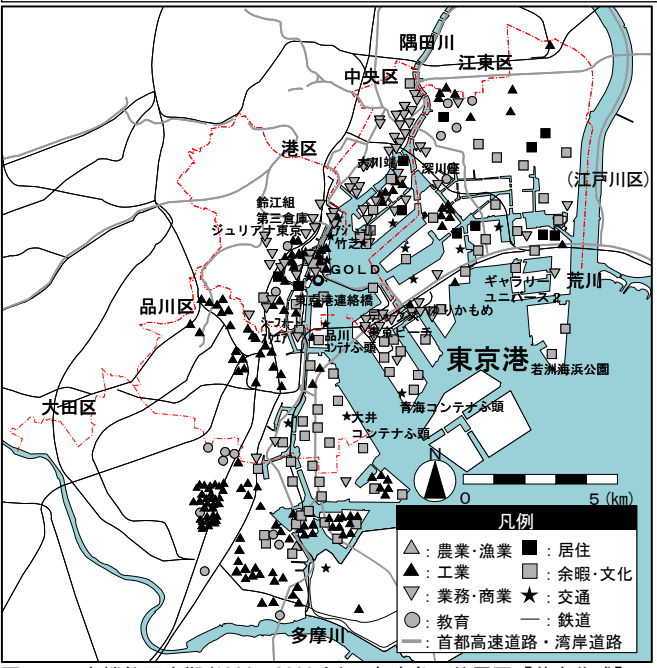 隅田川
江東区
中央区
港区
大川端
深川座
(江戸川区)
鈴江組
第三倉庫
ジュリアナ東京
竹芝
GOLD
荒川
ギャラリー
ユニバース2
東京港連絡橋
品川区
ゆりかもめ
品川
コンテナふ頭
東京港
若洲海浜公園
大田区
青海コンテナふ頭
大井
コンテナふ頭
N
0 5(km)
凡例
: 農業・漁業
: 居住
: 工業
: 余暇・文化
: 業務・商業
: 交通
: 教育
: 鉄道
: 首都高速道路・湾岸道路
多摩川